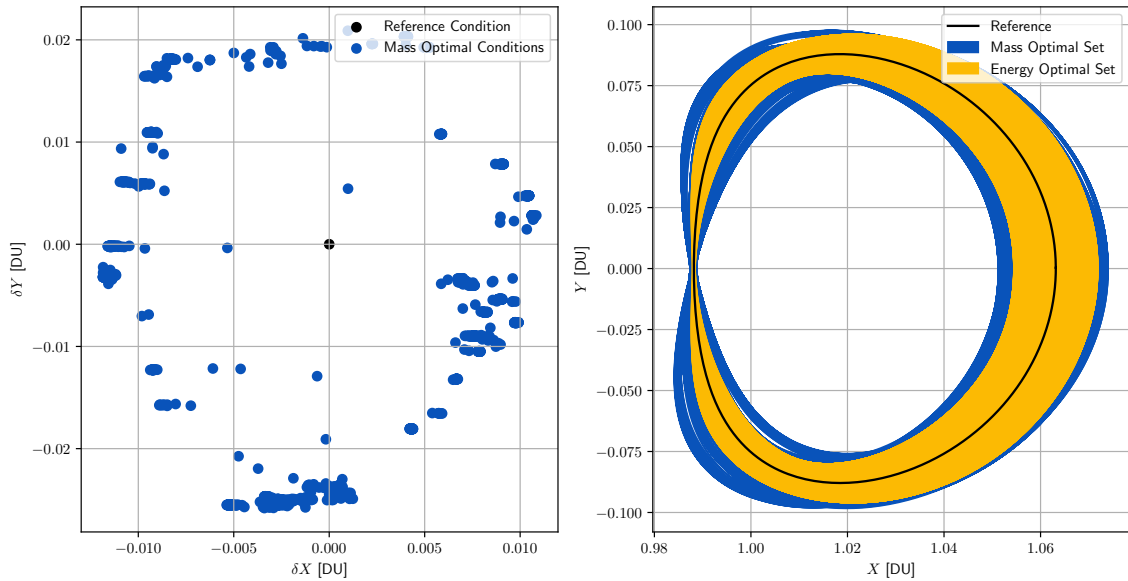 Reference Condition
Mass Optimal Conditions
0.02
0.01
0.00
−0.01
−0.02
δY [DU]
−0.010
−0.005
0.000
0.005
0.010
δX [DU]
Reference
Mass Optimal Set
Energy Optimal Set
0.100
0.075
0.050
0.025
0.000
−0.025
−0.050
−0.075
−0.100
Y [DU]
0.98
1.00
1.02
1.04
1.06
X [DU]